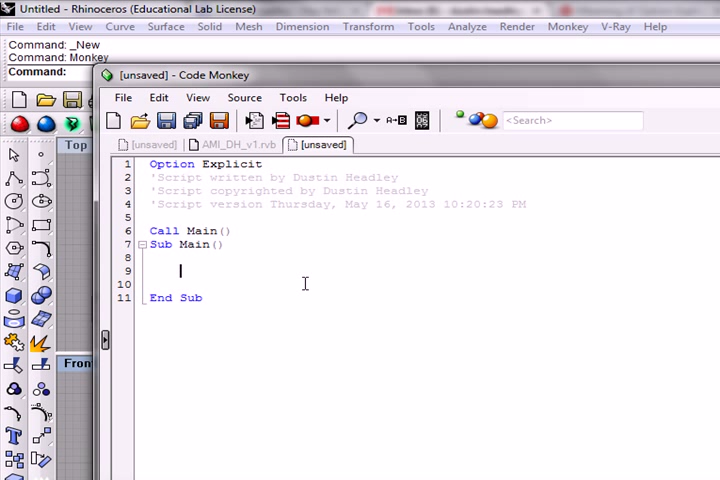 Untitled - Rhinoceros (Educational Lab License)
File Edit View Curve Surface Solid Mesh Dimension Transform Tools Analyze Render Monkey V-Ray Help
Command: _New
Command: Monkey
Command:
[unsaved] - Code Monkey
File Edit View Source Tools Help
<Search>
[unsaved] AMI_DH_v1.rvb [unsaved]
Top
1 Option Explicit
2 'Script written by Dustin Headley
3 'Script copyrighted by Dustin Headley
4 'Script version Thursday, May 16, 2013 10:20:23 PM
5
6 Call Main()
7 Sub Main()
8
9
10
11 End Sub
Fron